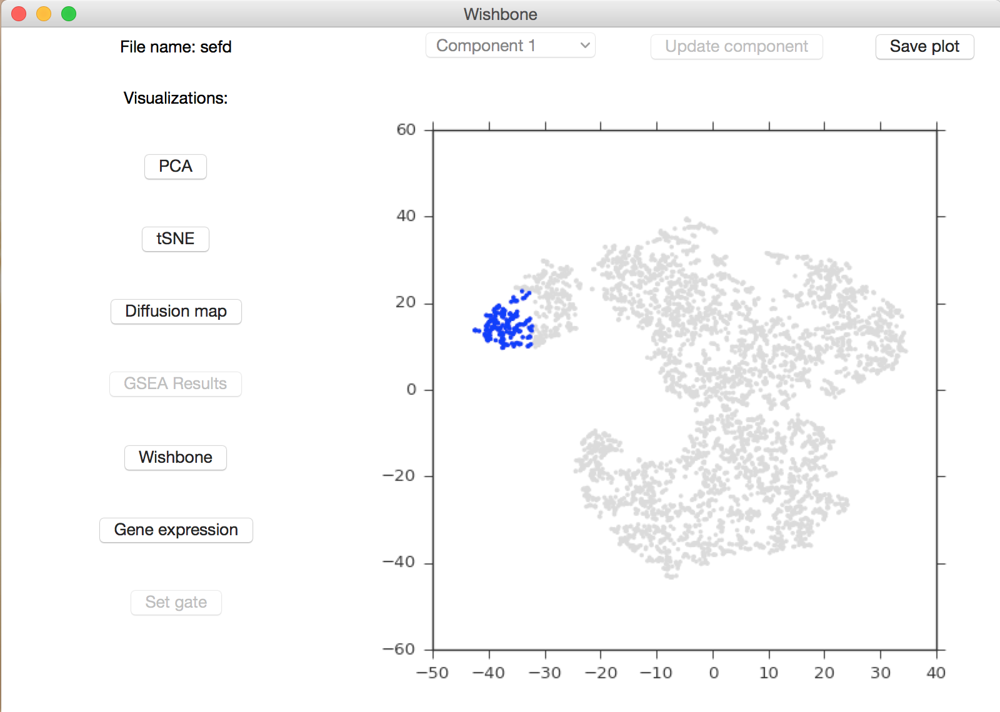 Wishbone
File name: sefd
Component 1
Update component
Save plot
Visualizations:
PCA
tSNE
Diffusion map
GSEA Results
Wishbone
Gene expression
Set gate
60
40
20
0
−20
−40
−60
−50 −40 −30 −20 −10 0 10 20 30 40